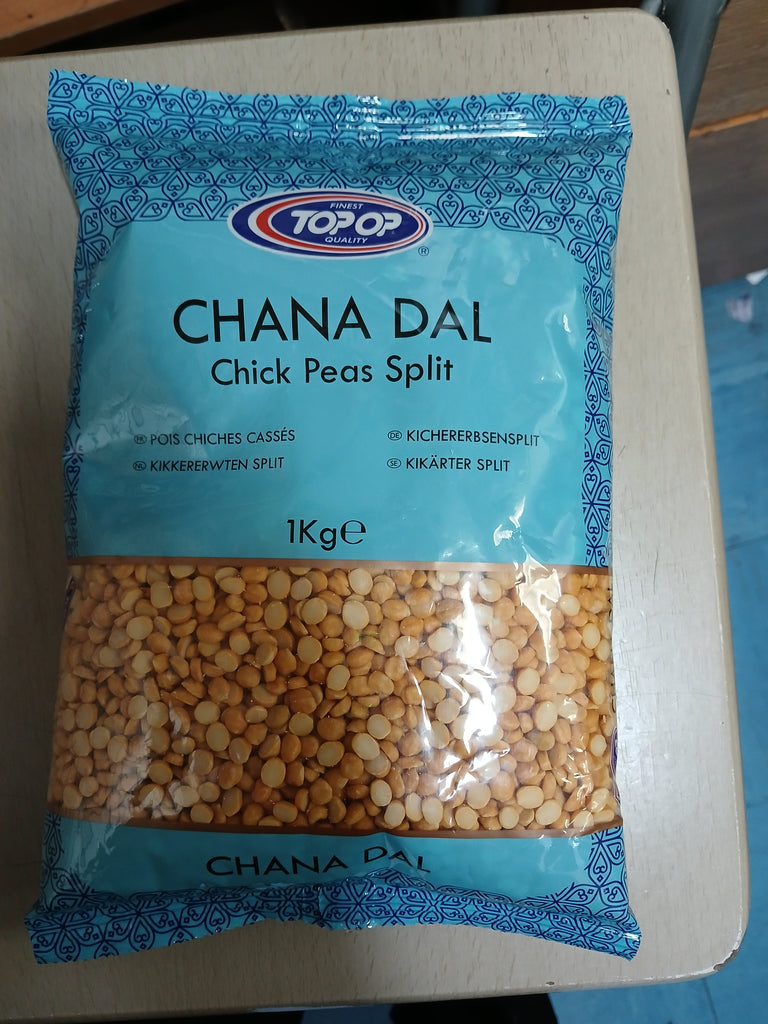 FINEST
TOP OP
QUALITY
®
CHANA DAL
Chick Peas Split
FR POIS CHICHES CASSÉS
DE KICHERERBSENSPLIT
NL KIKKERERWTEN SPLIT
SE KIKÄRTER SPLIT
1Kg℮
CHANA DAL